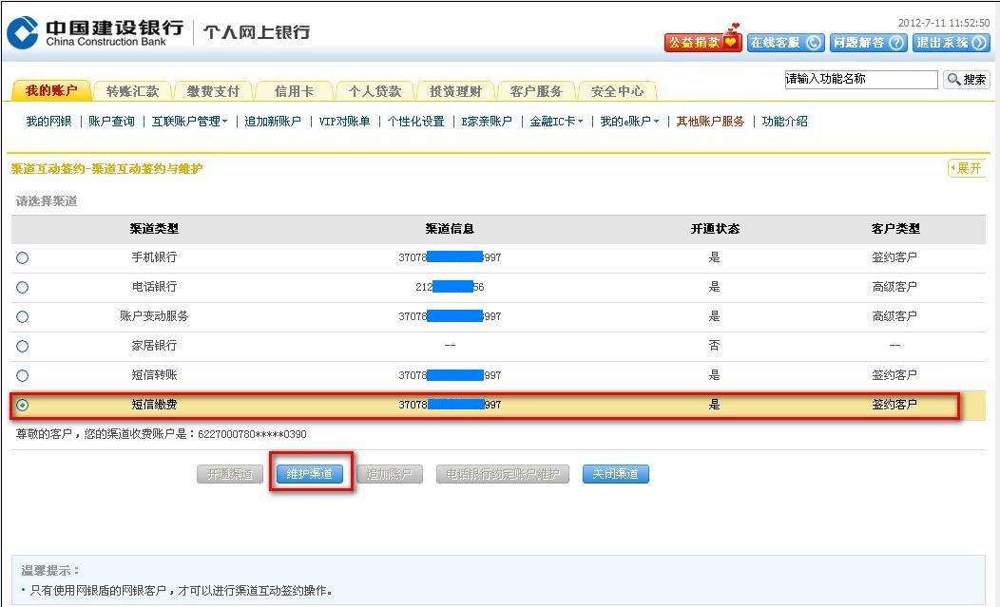 中国建设银行 个人网上银行
China Construction Bank
2012-7-11 11:52:50
公益捐款 在线客服 问题解答 退出系统
请输入功能名称 搜索
我的账户 转账汇款 缴费支付 信用卡 个人贷款 投资理财 客户服务 安全中心
我的网银 | 账户查询 | 互联账户管理 | 追加新账户 | VIP对账单 | 个性化设置 | E家亲账户 | 金融IC卡 | 我的e账户 | 其他账户服务 | 功能介绍
渠道互动签约-渠道互动签约与维护 展开
请选择渠道
渠道类型 渠道信息 开通状态 客户类型
手机银行 37078 997 是 签约客户
电话银行 212 56 是 高级客户
账户变动服务 37078 997 是 高级客户
家居银行 -- 否 --
短信转账 37078 997 是 签约客户
短信缴费 37078 997 是 签约客户
尊敬的客户，您的渠道收费账户是：6227000780*****0390
开通渠道 维护渠道 追加账户 电话银行约定账户维护 关闭渠道
温馨提示：
·只有使用网银盾的网银客户，才可以进行渠道互动签约操作。